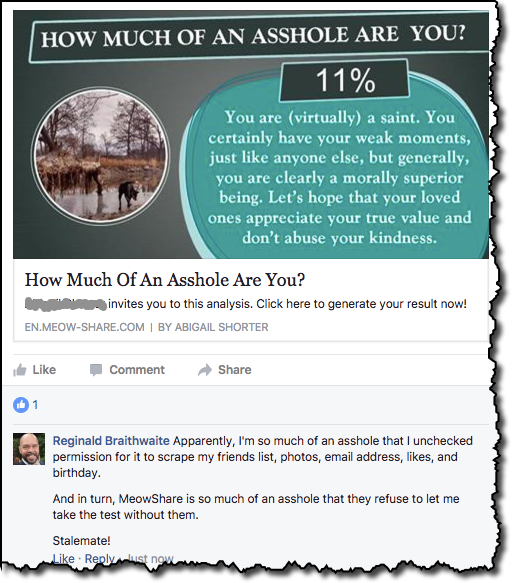 HOW MUCH OF AN ASSHOLE ARE YOU?
11%
You are (virtually) a saint. You
certainly have your weak moments,
just like anyone else, but generally,
you are clearly a morally superior
being. Let's hope that your loved
ones appreciate your true value and
don't abuse your kindness.
How Much Of An Asshole Are You?
invites you to this analysis. Click here to generate your result now!
EN.MEOW-SHARE.COM | BY ABIGAIL SHORTER
Like Comment Share
1
Reginald Braithwaite Apparently, I'm so much of an asshole that I unchecked
permission for it to scrape my friends list, photos, email address, likes, and
birthday.
And in turn, MeowShare is so much of an asshole that they refuse to let me
take the test without them.
Stalemate!
Like · Reply · Just now